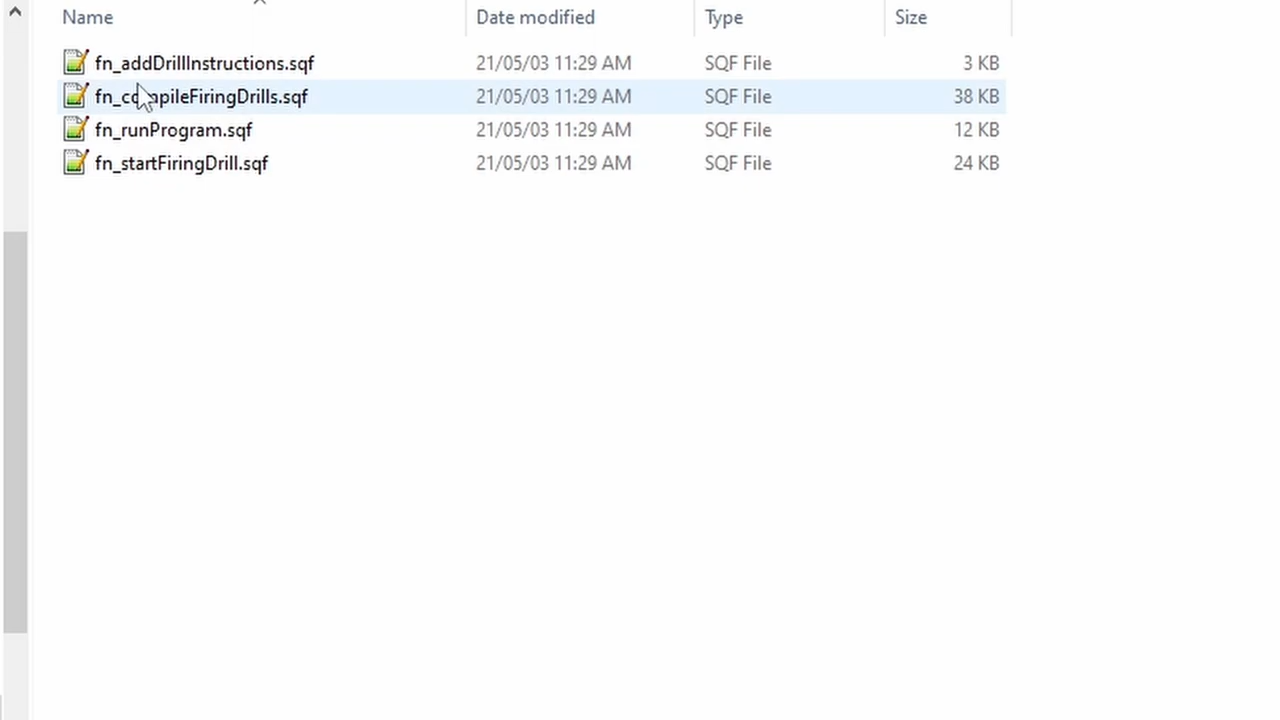 Name Date modified Type Size
fn_addDrillInstructions.sqf 21/05/03 11:29 AM SQF File 3 KB
fn_compileFiringDrills.sqf 21/05/03 11:29 AM SQF File 38 KB
fn_runProgram.sqf 21/05/03 11:29 AM SQF File 12 KB
fn_startFiringDrill.sqf 21/05/03 11:29 AM SQF File 24 KB